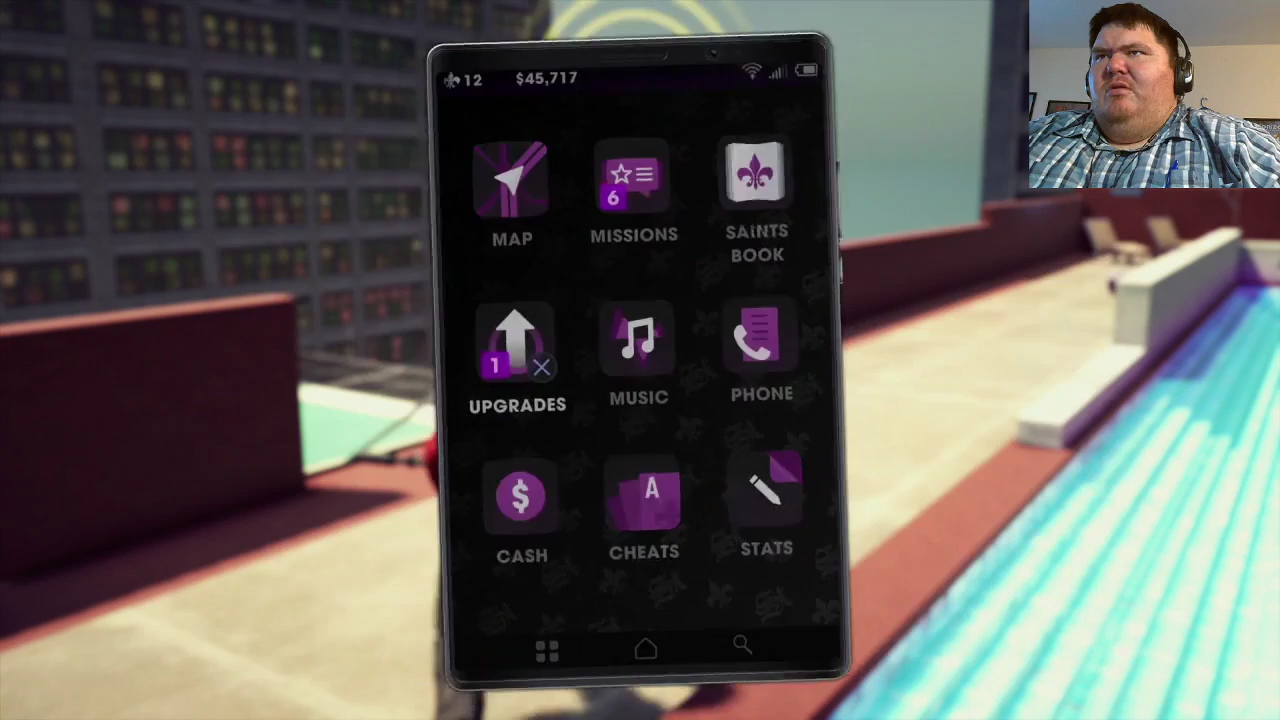 12 $45,717
MAP
6
MISSIONS
SAINTS
BOOK
1
UPGRADES
MUSIC
PHONE
$
CASH
A
CHEATS
STATS